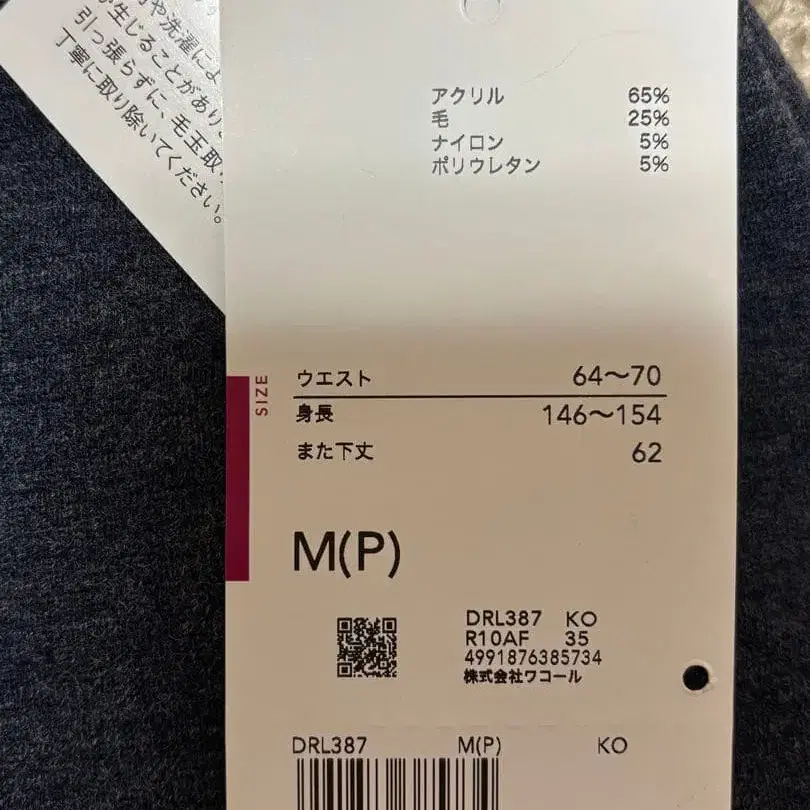 や洗濯によ
生じることがあり
引っ張らずに、毛玉取
丁寧に取り除いてください。
アクリル 65%
毛 25%
ナイロン 5%
ポリウレタン 5%
SIZE
ウエスト 64〜70
身長 146〜154
また下丈 62
M(P)
DRL387 KO
R10AF 35
4991876385734
株式会社ワコール
DRL387 M(P) KO